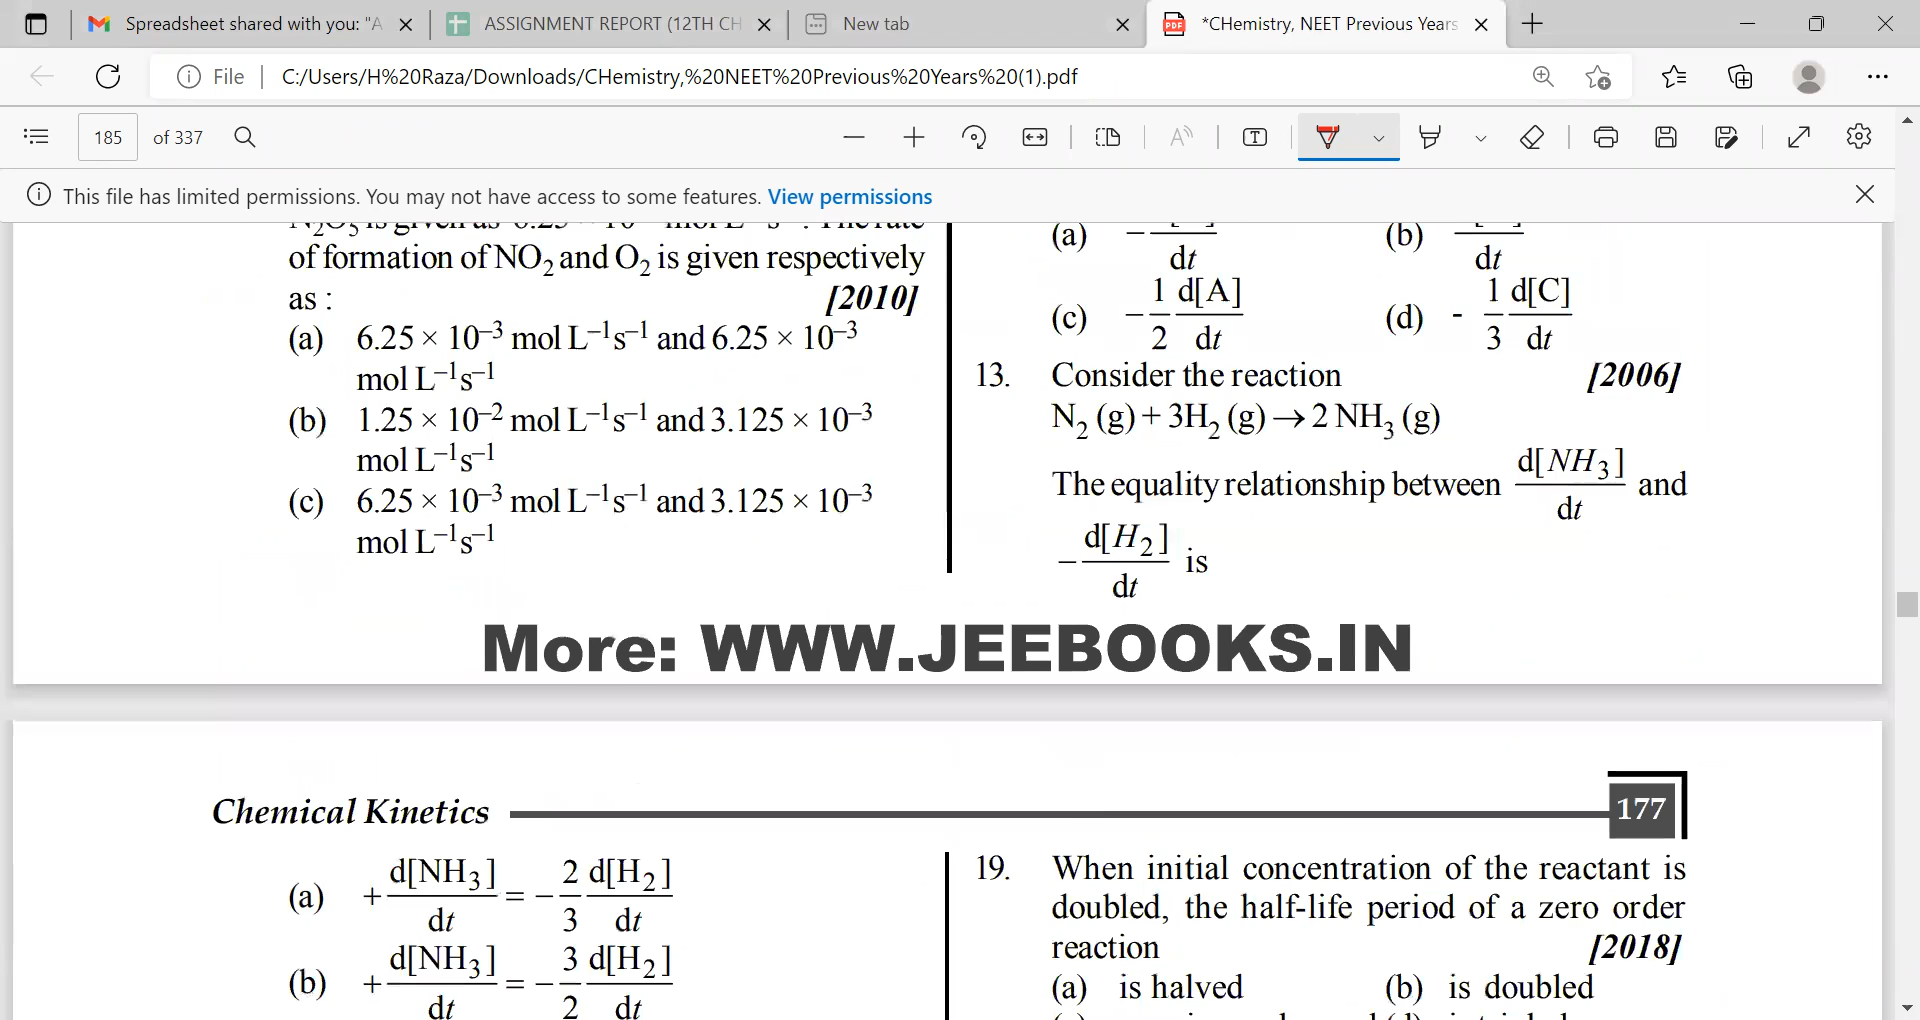 Spreadsheet shared with you: "A
ASSIGNMENT REPORT (12TH CH
New tab
*CHemistry, NEET Previous Years
File
C:/Users/H%20Raza/Downloads/CHemistry,%20NEET%20Previous%20Years%20(1).pdf
185 of 337
This file has limited permissions. You may not have access to some features. View permissions
of formation of NO₂ and O₂ is given respectively
as : [2010]
(a) 6.25 × 10⁻³ mol L⁻¹s⁻¹ and 6.25 × 10⁻³
mol L⁻¹s⁻¹
(b) 1.25 × 10⁻² mol L⁻¹s⁻¹ and 3.125 × 10⁻³
mol L⁻¹s⁻¹
(c) 6.25 × 10⁻³ mol L⁻¹s⁻¹ and 3.125 × 10⁻³
mol L⁻¹s⁻¹
(a) − /dt (b) /dt
(c) − 1/2 d[A]/dt (d) - 1/3 d[C]/dt
13. Consider the reaction [2006]
N₂ (g) + 3H₂ (g) → 2 NH₃ (g)
The equality relationship between d[NH₃]/dt and
− d[H₂]/dt is
More: WWW.JEEBOOKS.IN
Chemical Kinetics 177
(a) + d[NH₃]/dt = − 2/3 d[H₂]/dt
(b) + d[NH₃]/dt = − 3/2 d[H₂]/dt
19. When initial concentration of the reactant is
doubled, the half-life period of a zero order
reaction [2018]
(a) is halved (b) is doubled